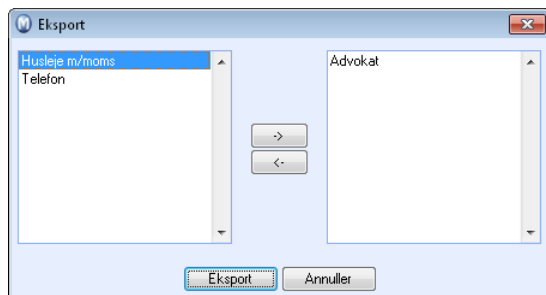 Eksport
Husleje m/moms
Telefon
Advokat
->
<-
Eksport
Annuller